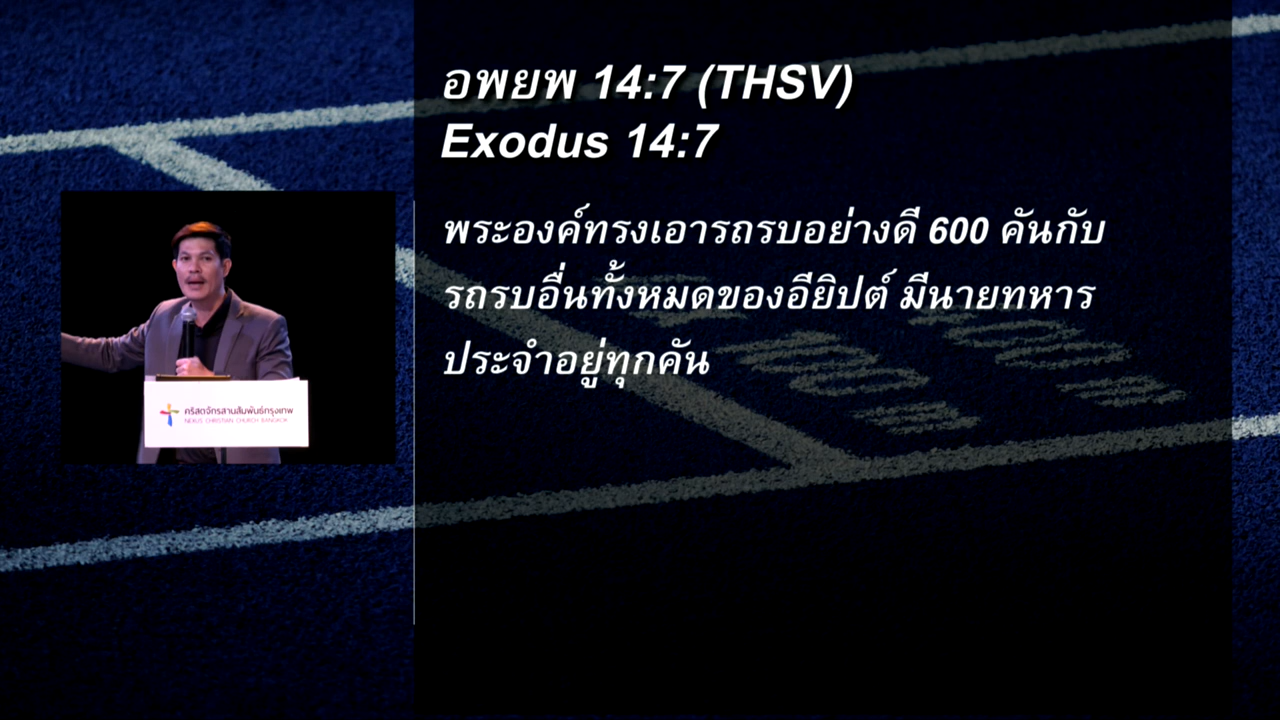 อพยพ 14:7 (THSV)
Exodus 14:7
พระองค์ทรงเอารถรบอย่างดี 600 คันกับ
รถรบอื่นทั้งหมดของอียิปต์ มีนายทหาร
ประจำอยู่ทุกคัน
คริสตจักรสานสัมพันธ์กรุงเทพ
NEXUS CHRISTIAN CHURCH BANGKOK